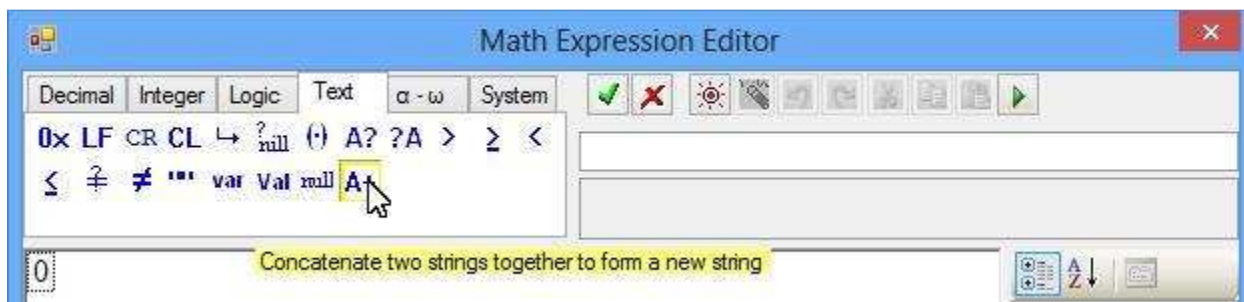 Math Expression Editor
Decimal Integer Logic Text α - ω System
0x LF CR CL ↵ ?null (·) A? ?A > ≥ <
≤ ≠ "" var Val null A+
0
Concatenate two strings together to form a new string
A Z